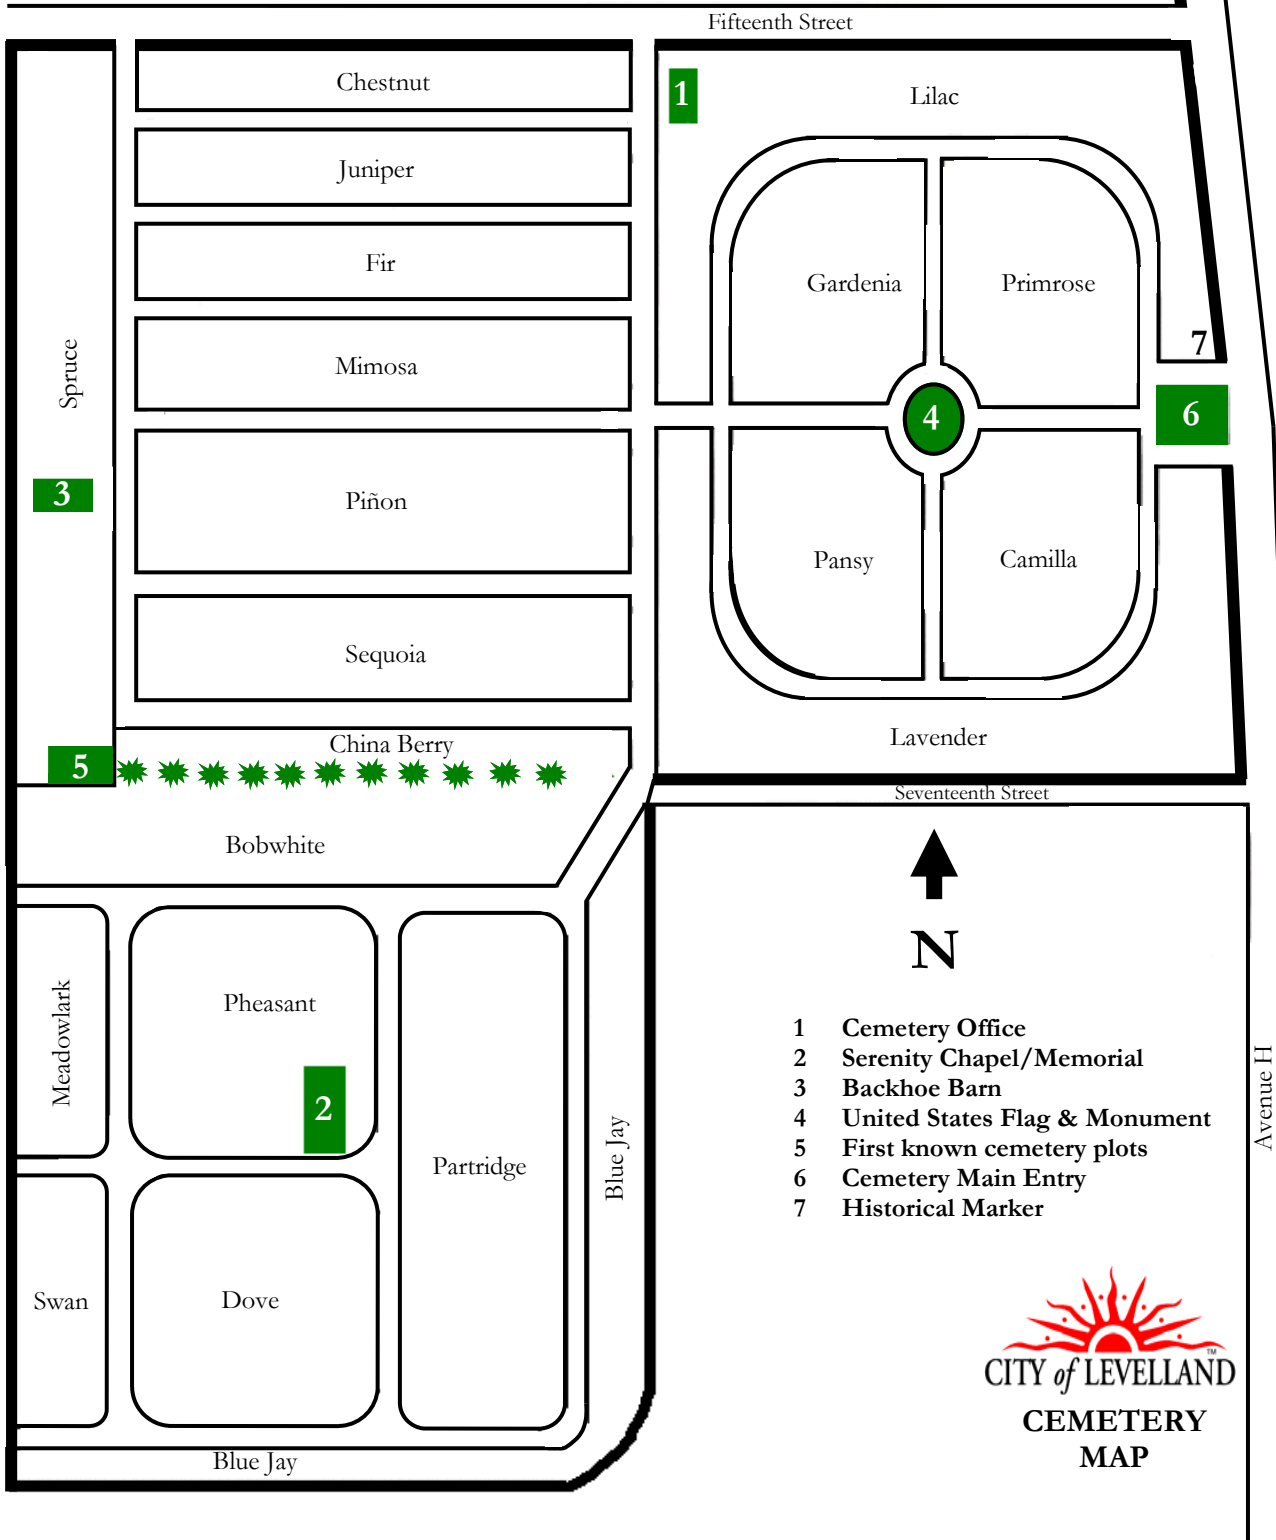 Fifteenth Street
Chestnut
1
Lilac
Juniper
Fir
Gardenia
Primrose
Spruce
Mimosa
7
4
6
3
Piñon
Pansy
Camilla
Sequoia
China Berry
Lavender
5
Seventeenth Street
Bobwhite
N
Meadowlark
Pheasant
2
Partridge
Blue Jay
Swan
Dove
Blue Jay
1 Cemetery Office
2 Serenity Chapel/Memorial
3 Backhoe Barn
4 United States Flag & Monument
5 First known cemetery plots
6 Cemetery Main Entry
7 Historical Marker
Avenue H
TM
CITY of LEVELLAND
CEMETERY
MAP